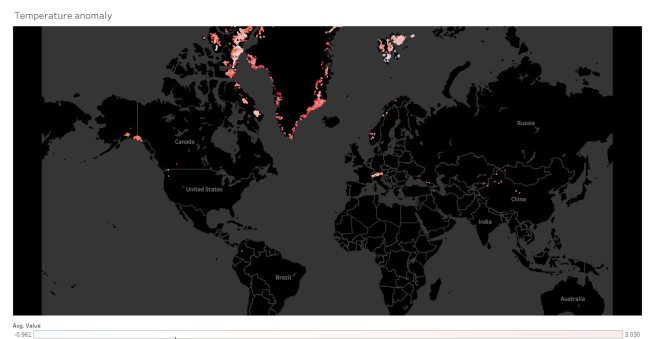 Temperature anomaly
Russia
Canada
United States
China
India
Brazil
Australia
Avg. Value
-0.961
3.030